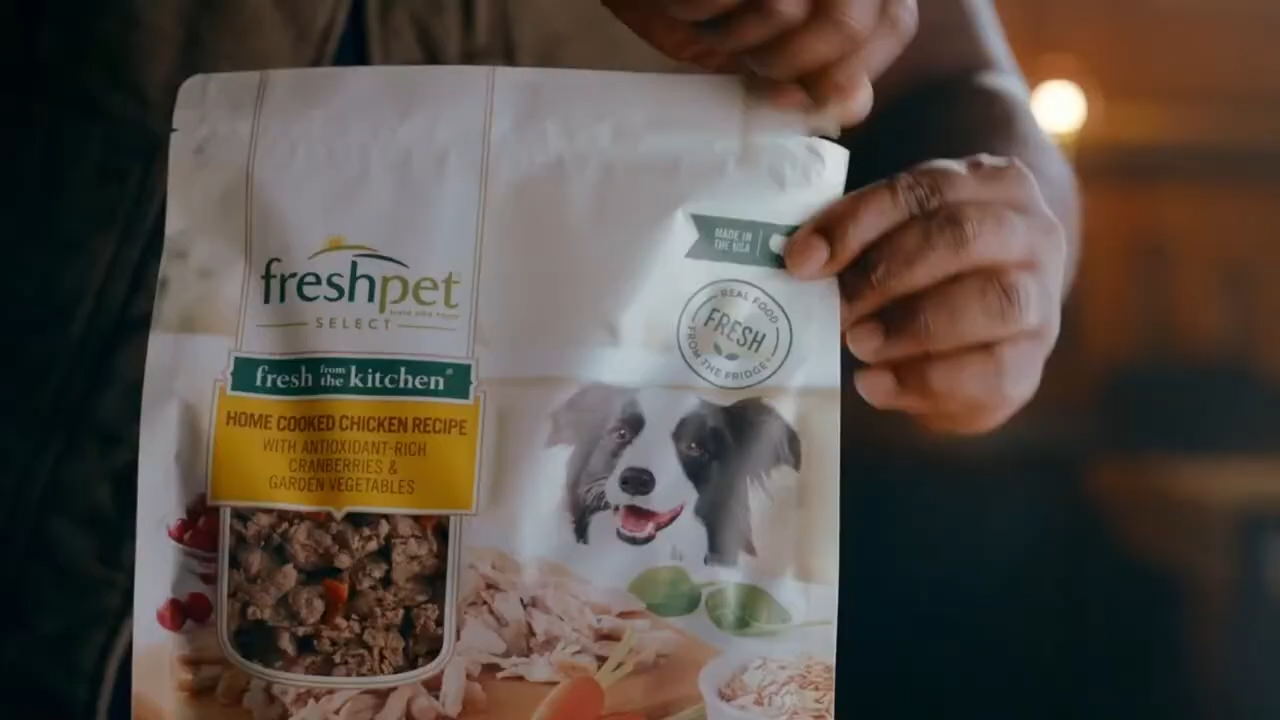 MADE IN
THE USA
freshpet
SELECT
REAL FOOD
FRESH
FROM THE FRIDGE
fresh from the kitchen
HOME COOKED CHICKEN RECIPE
WITH ANTIOXIDANT-RICH
CRANBERRIES &
GARDEN VEGETABLES